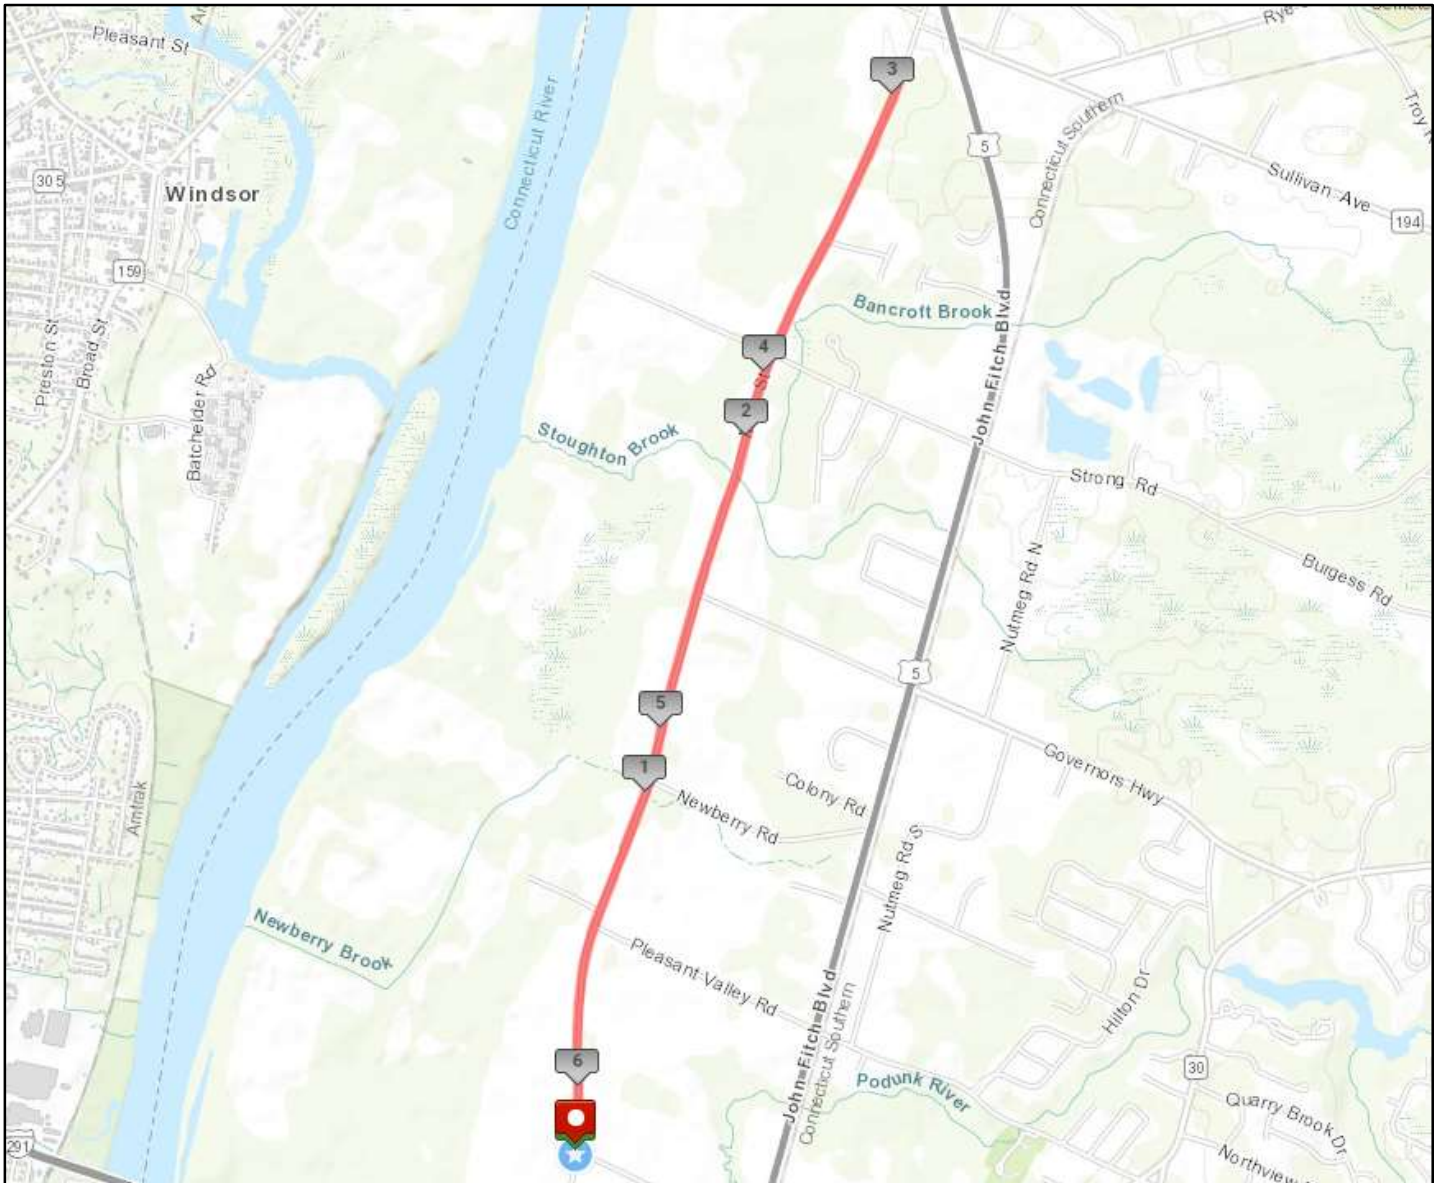 Pleasant St
Rye
5
Connecticut River
3
Connecticut Southern
Troy
305
Windsor
Sullivan Ave
194
159
Bancroft Brook
Preston St
Broad St
Batchelder Rd
4
St
2
John Fitch Blvd
Stoughton Brook
Strong Rd
Nutmeg Rd N
Burgess Rd
5
5
1
Colony Rd
Governors Hwy
Newberry Rd
Amtrak
Nutmeg Rd S
Newberry Brook
Pleasant Valley Rd
John Fitch Blvd
Connecticut Southern
Hilton Dr
6
30
Podunk River
Quarry Brook Dr
291
Northview